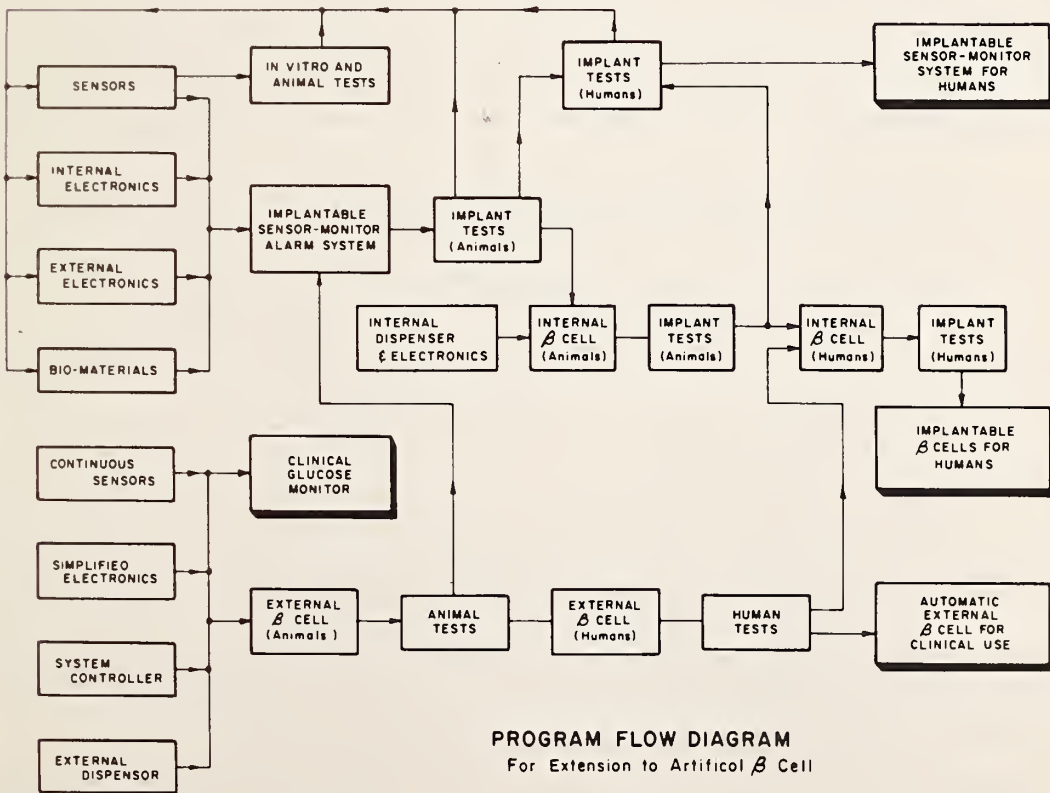 SENSORS
IN VITRO AND
ANIMAL TESTS
IMPLANT
TESTS
(Humans)
IMPLANTABLE
SENSOR-MONITOR
SYSTEM FOR
HUMANS
INTERNAL
ELECTRONICS
IMPLANTABLE
SENSOR-MONITOR
ALARM SYSTEM
IMPLANT
TESTS
(Animals)
EXTERNAL
ELECTRONICS
INTERNAL
DISPENSER
& ELECTRONICS
INTERNAL
β CELL
(Animals)
IMPLANT
TESTS
(Animals)
INTERNAL
β CELL
(Humans)
IMPLANT
TESTS
(Humans)
BIO-MATERIALS
IMPLANTABLE
β CELLS FOR
HUMANS
CONTINUOUS
SENSORS
CLINICAL
GLUCOSE
MONITOR
SIMPLIFIED
ELECTRONICS
EXTERNAL
β CELL
(Animals)
ANIMAL
TESTS
EXTERNAL
β CELL
(Humans)
HUMAN
TESTS
AUTOMATIC
EXTERNAL
β CELL FOR
CLINICAL USE
SYSTEM
CONTROLLER
EXTERNAL
DISPENSOR
PROGRAM FLOW DIAGRAM
For Extension to Artificol β Cell